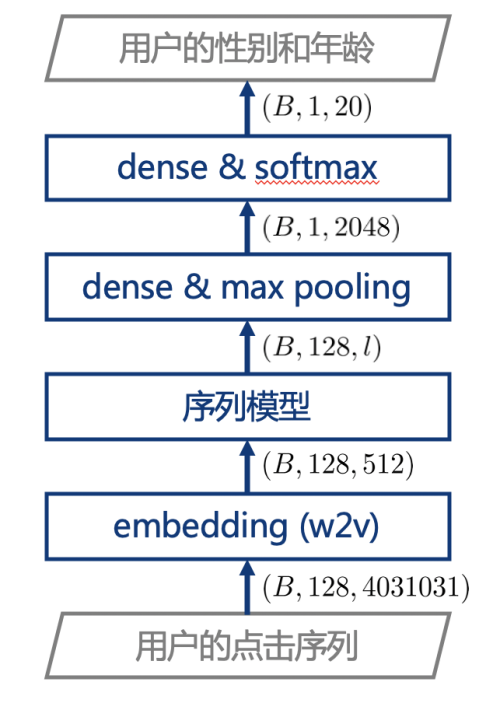 用户的性别和年龄
(B, 1, 20)
dense & softmax
(B, 1, 2048)
dense & max pooling
(B, 128, l)
序列模型
(B, 128, 512)
embedding (w2v)
(B, 128, 4031031)
用户的点击序列